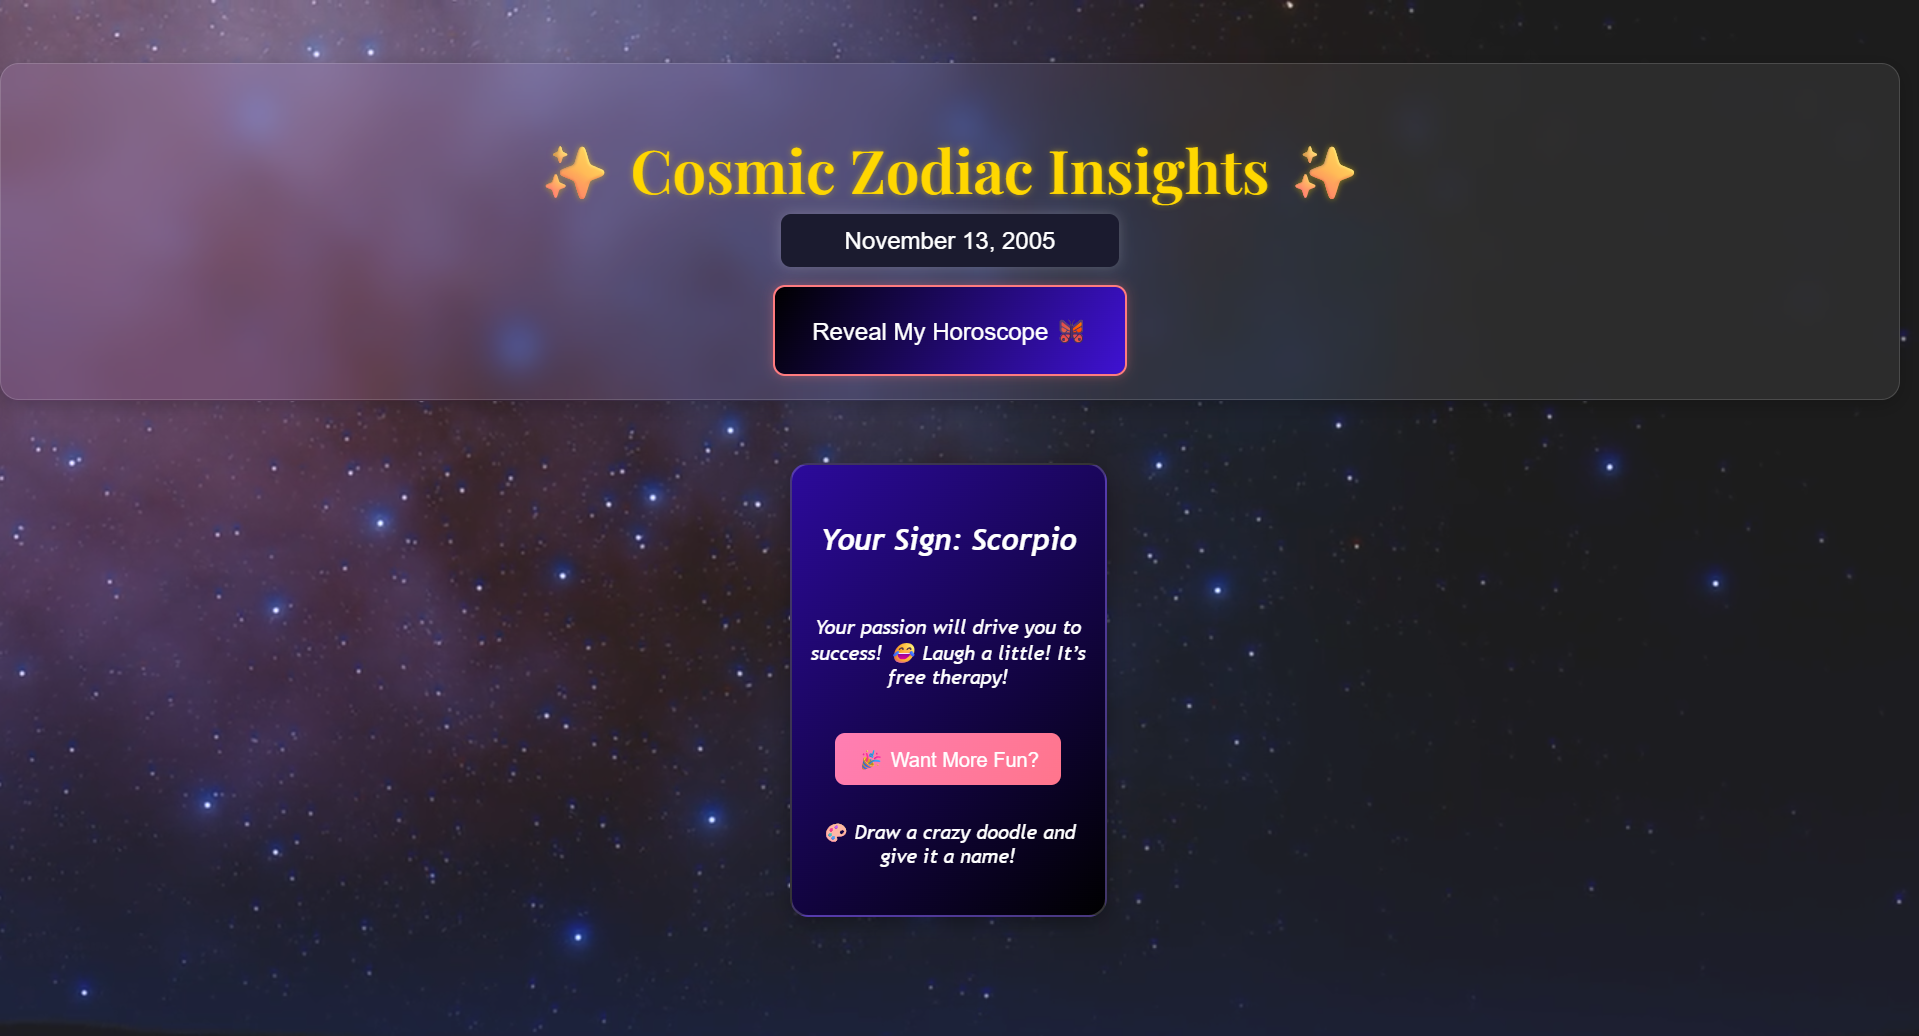 ✨ Cosmic Zodiac Insights ✨
November 13, 2005
Reveal My Horoscope 🦋
Your Sign: Scorpio
Your passion will drive you to
success! 😂 Laugh a little! It’s
free therapy!
🎉 Want More Fun?
🎨 Draw a crazy doodle and
give it a name!